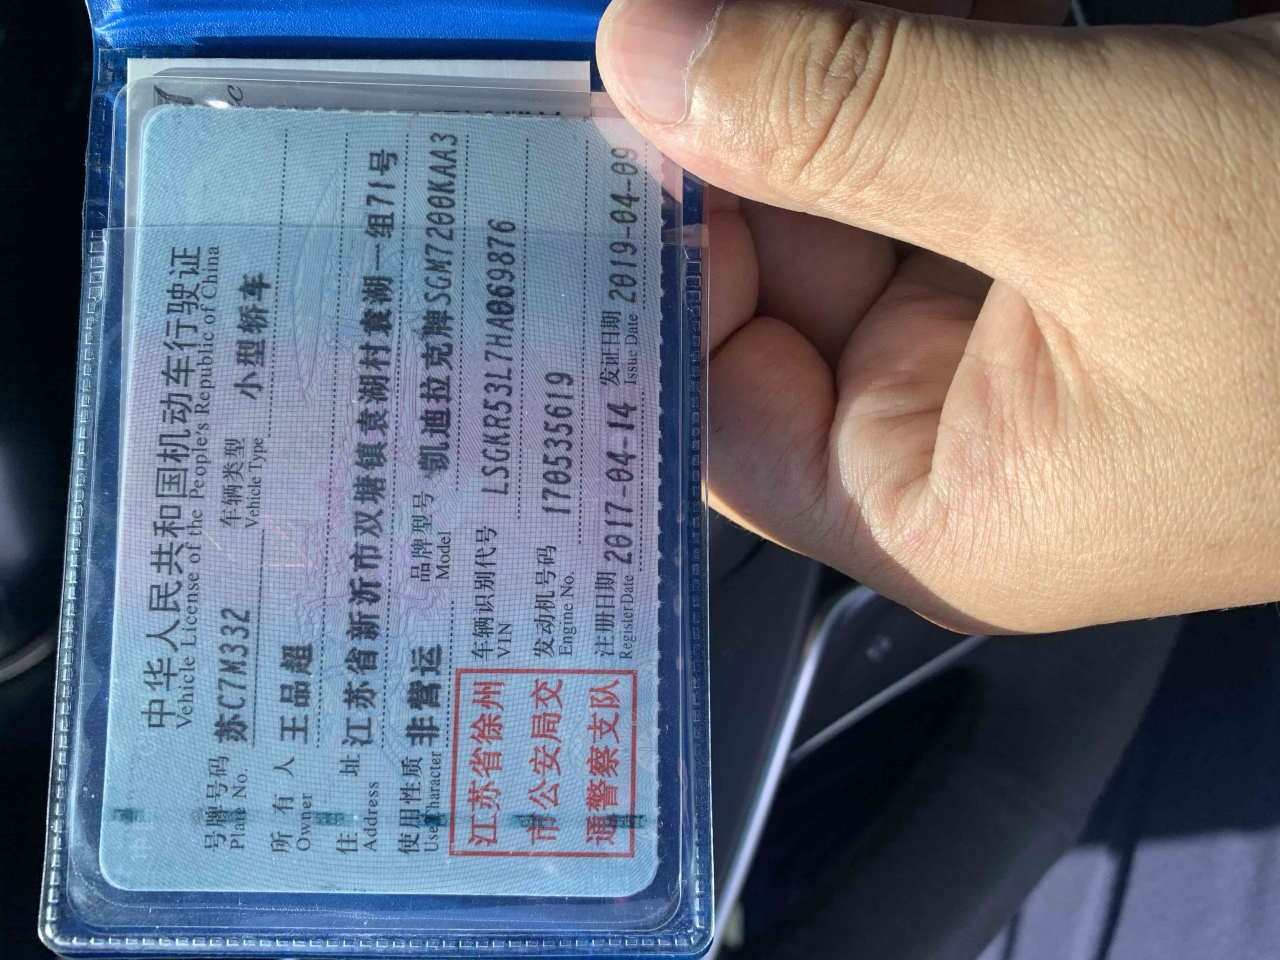 中华人民共和国机动车行驶证
Vehicle License of the People's Republic of China
号牌号码 苏C7M332 车辆类型 小型轿车
Plate No. Vehicle Type
所有人 王品超
Owner
住址 江苏省新沂市双塘镇袁湖村袁湖一组71号
Address
使用性质 非营运 品牌型号 凯迪拉克牌SGM7200KAA3
Use Character Model
江苏省徐州
市公安局交
通警察支队
车辆识别代号 LSGKR53L7HA069876
VIN
发动机号码 170535619
Engine No.
注册日期 2017-04-14 发证日期 2019-04-09
Register Date Issue Date